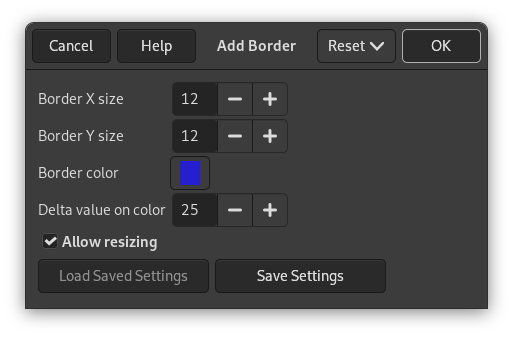 Cancel Help Add Border Reset OK
Border X size 12
Border Y size 12
Border color
Delta value on color 25
Allow resizing
Load Saved Settings Save Settings